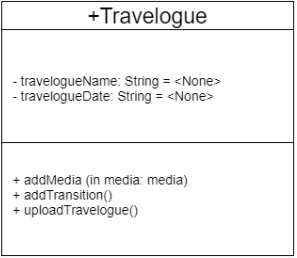 +Travelogue
- travelogueName: String = <None>
- travelogueDate: String = <None>
+ addMedia (in media: media)
+ addTransition()
+ uploadTravelogue()